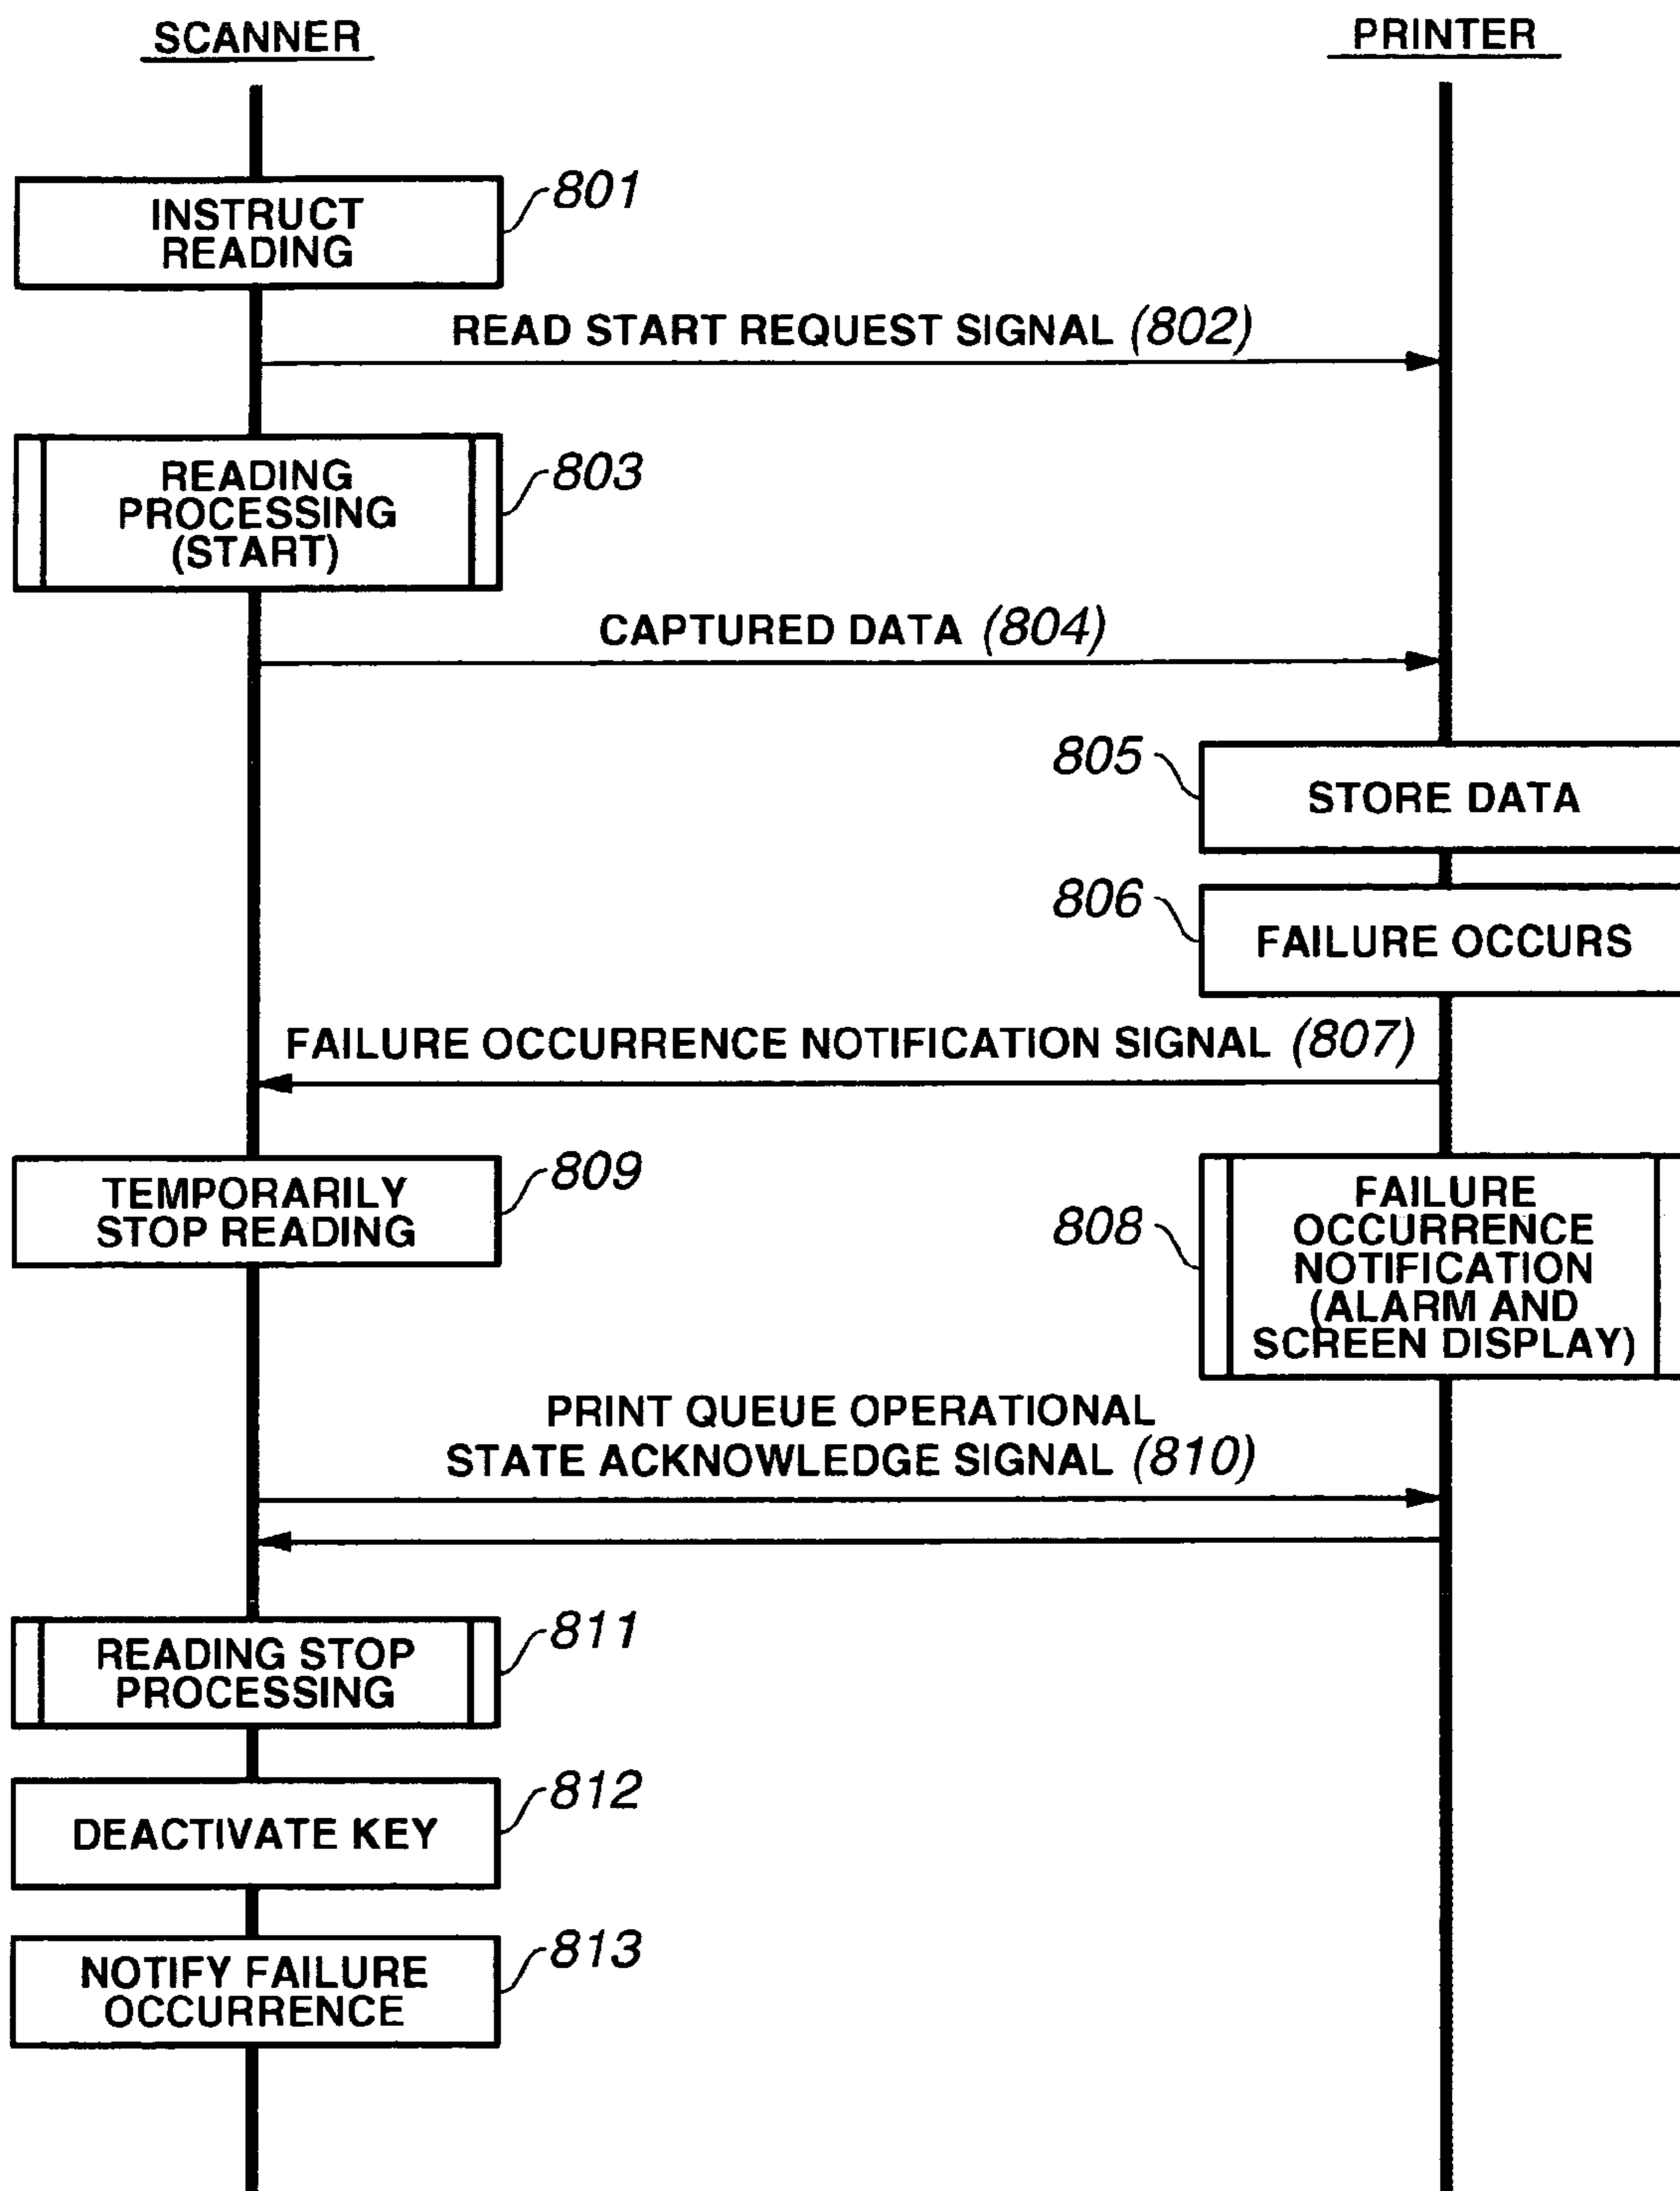 SCANNER
PRINTER
INSTRUCT
READING
801
READ START REQUEST SIGNAL (802)
READING
PROCESSING
(START)
803
CAPTURED DATA (804)
805
STORE DATA
806
FAILURE OCCURS
FAILURE OCCURRENCE NOTIFICATION SIGNAL (807)
TEMPORARILY
STOP READING
809
808
FAILURE
OCCURRENCE
NOTIFICATION
(ALARM AND
SCREEN DISPLAY)
PRINT QUEUE OPERATIONAL
STATE ACKNOWLEDGE SIGNAL (810)
READING STOP
PROCESSING
811
DEACTIVATE KEY
812
NOTIFY FAILURE
OCCURRENCE
813